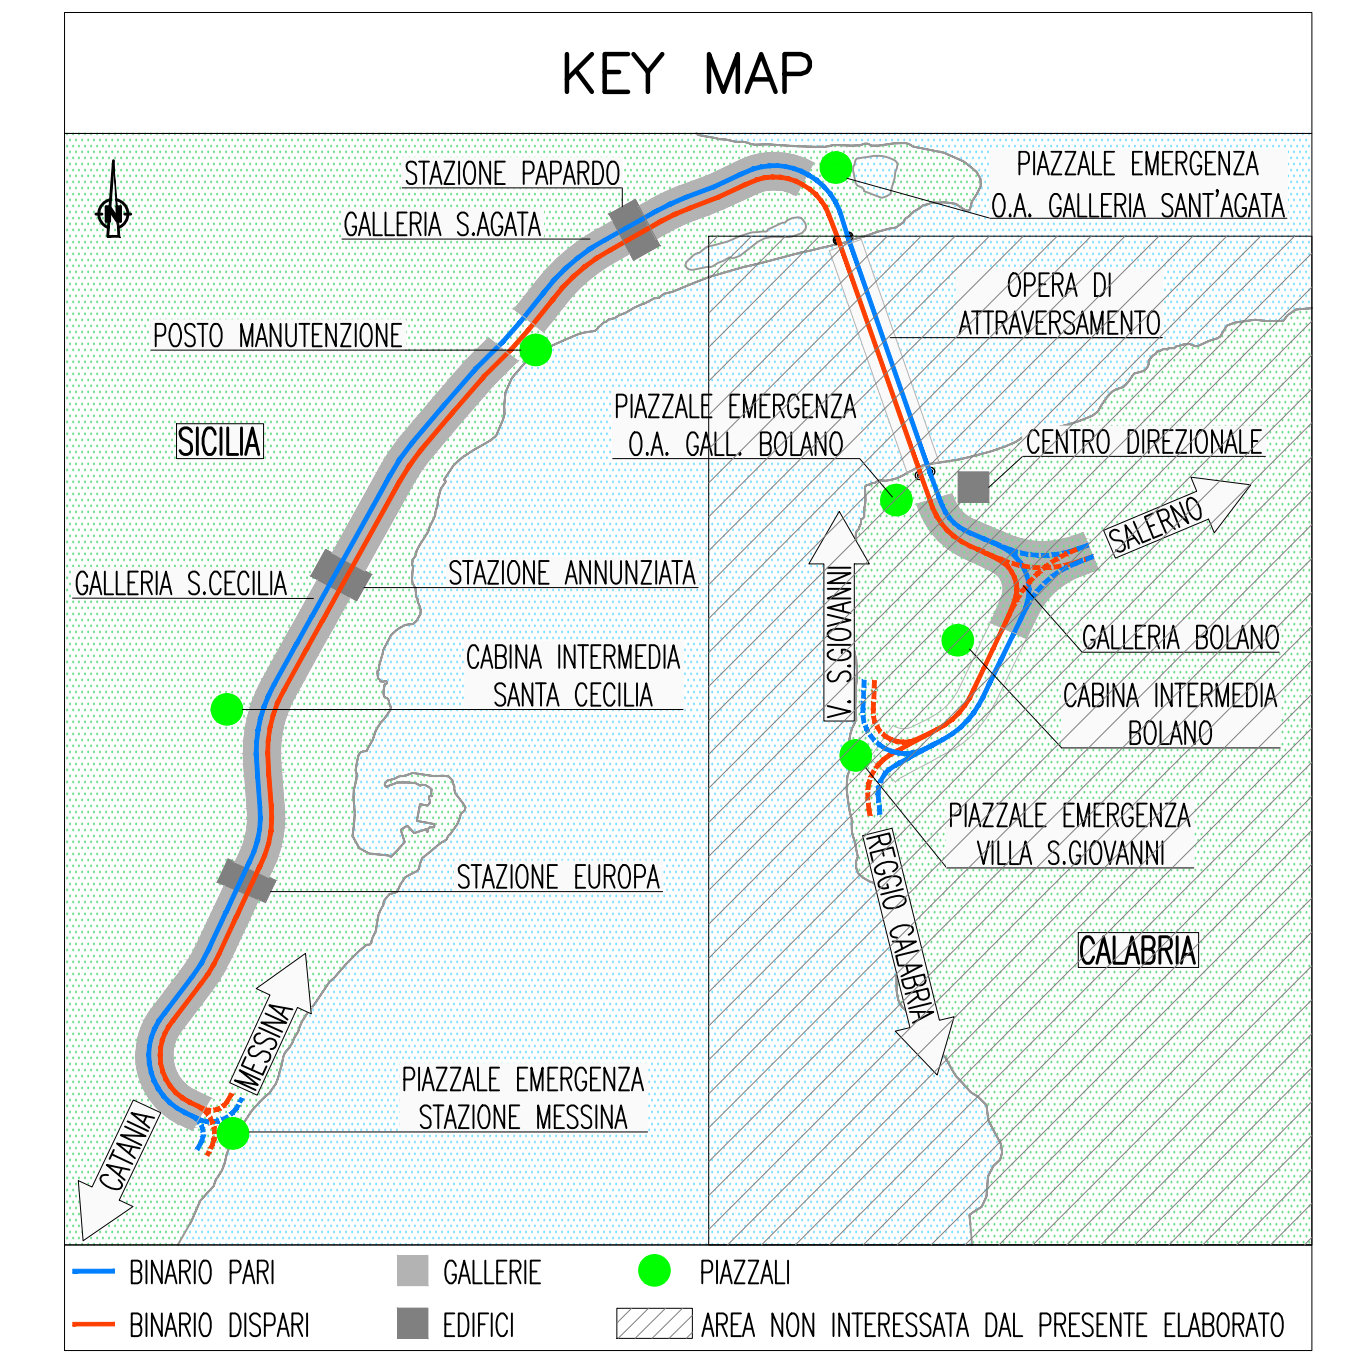 KEY MAP
STAZIONE PAPARDO
GALLERIA S.AGATA
PIAZZALE EMERGENZA
O.A. GALLERIA SANT'AGATA
N
OPERA DI
ATTRAVERSAMENTO
POSTO MANUTENZIONE
PIAZZALE EMERGENZA
O.A. GALL. BOLANO
SICILIA
CENTRO DIREZIONALE
SALERNO
V. S.GIOVANNI
STAZIONE ANNUNZIATA
GALLERIA S.CECILIA
GALLERIA BOLANO
CABINA INTERMEDIA
SANTA CECILIA
CABINA INTERMEDIA
BOLANO
PIAZZALE EMERGENZA
VILLA S.GIOVANNI
STAZIONE EUROPA
REGGIO CALABRIA
CALABRIA
MESSINA
PIAZZALE EMERGENZA
STAZIONE MESSINA
CATANIA
BINARIO PARI
GALLERIE
PIAZZALI
BINARIO DISPARI
EDIFICI
AREA NON INTERESSATA DAL PRESENTE ELABORATO